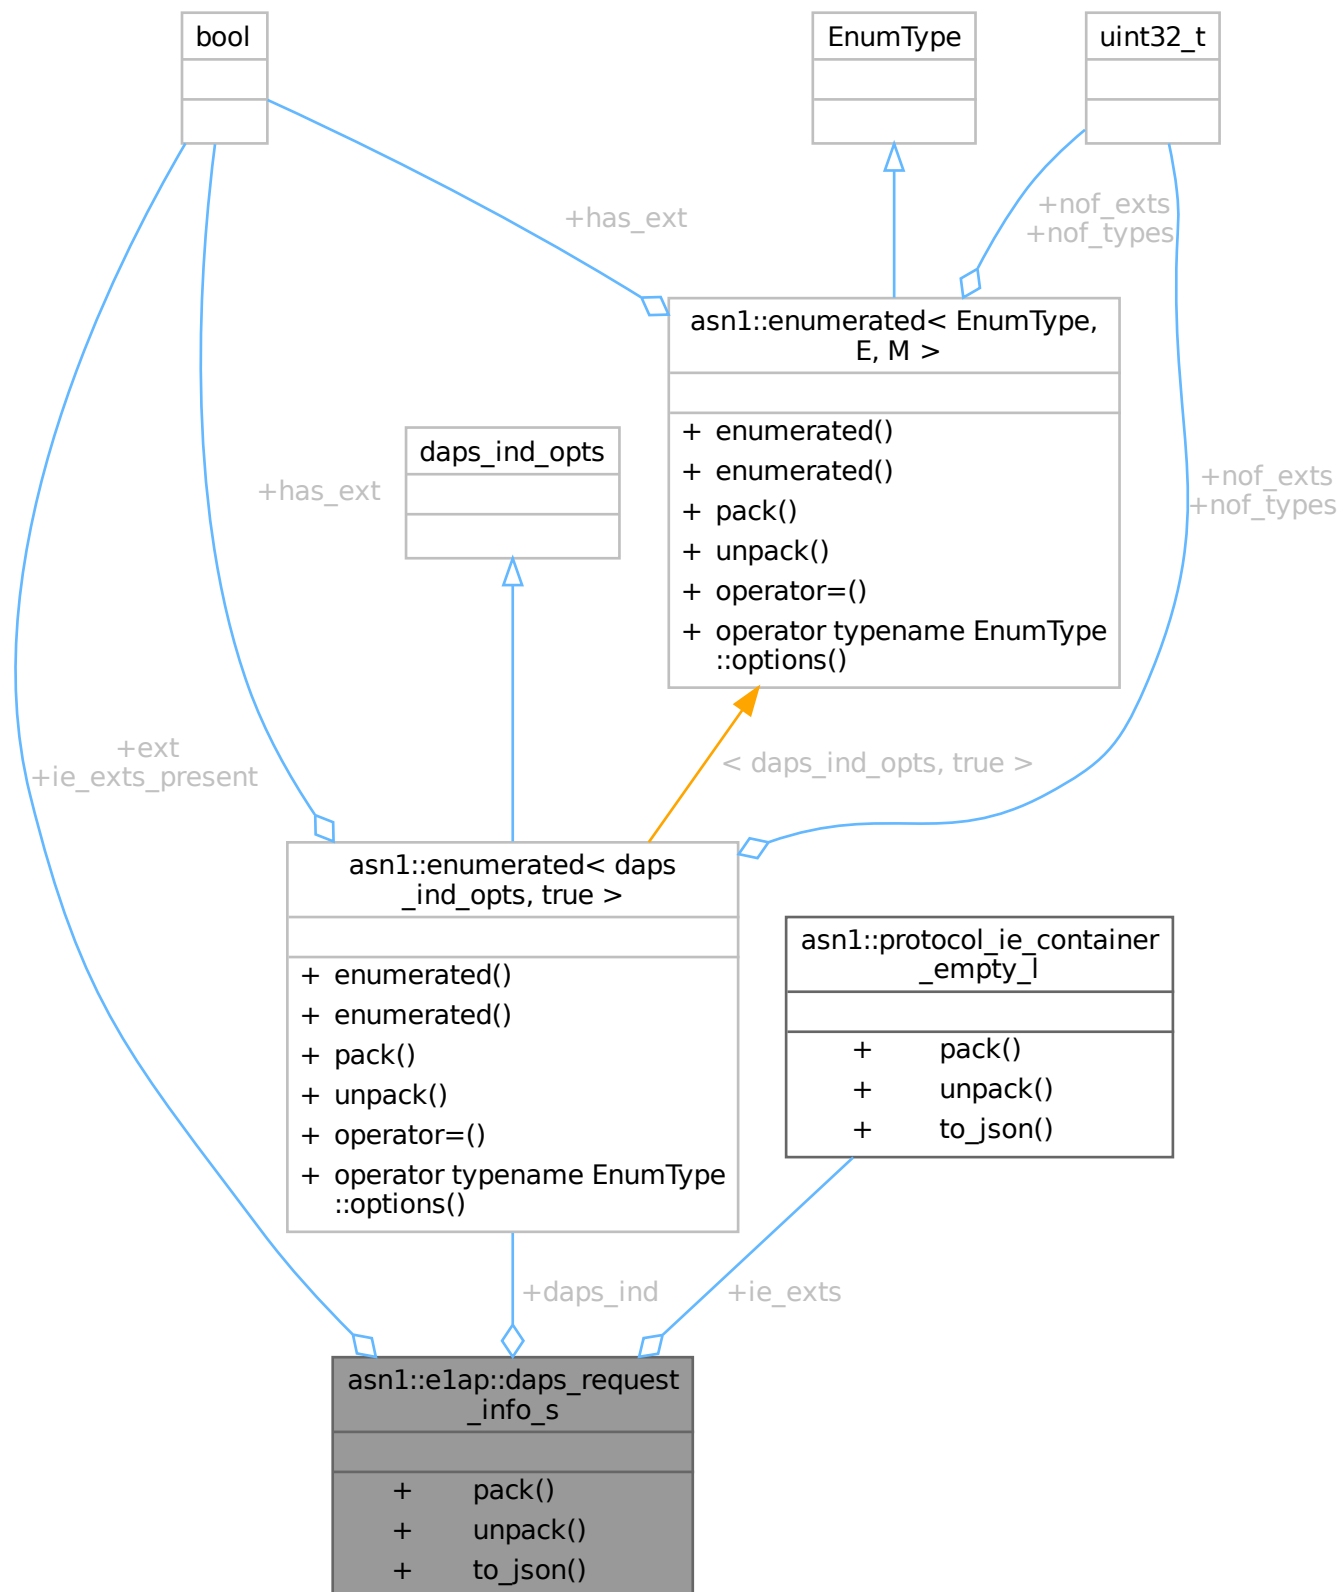 bool
EnumType
uint32_t
+has_ext
+nof_exts
+nof_types
asn1::enumerated< EnumType,
E, M >
+ enumerated()
+ enumerated()
+ pack()
+ unpack()
+ operator=()
+ operator typename EnumType
::options()
daps_ind_opts
+has_ext
+nof_exts
+nof_types
+ext
+ie_exts_present
< daps_ind_opts, true >
asn1::enumerated< daps
_ind_opts, true >
+ enumerated()
+ enumerated()
+ pack()
+ unpack()
+ operator=()
+ operator typename EnumType
::options()
asn1::protocol_ie_container
_empty_l
+ pack()
+ unpack()
+ to_json()
+daps_ind
+ie_exts
asn1::e1ap::daps_request
_info_s
+ pack()
+ unpack()
+ to_json()